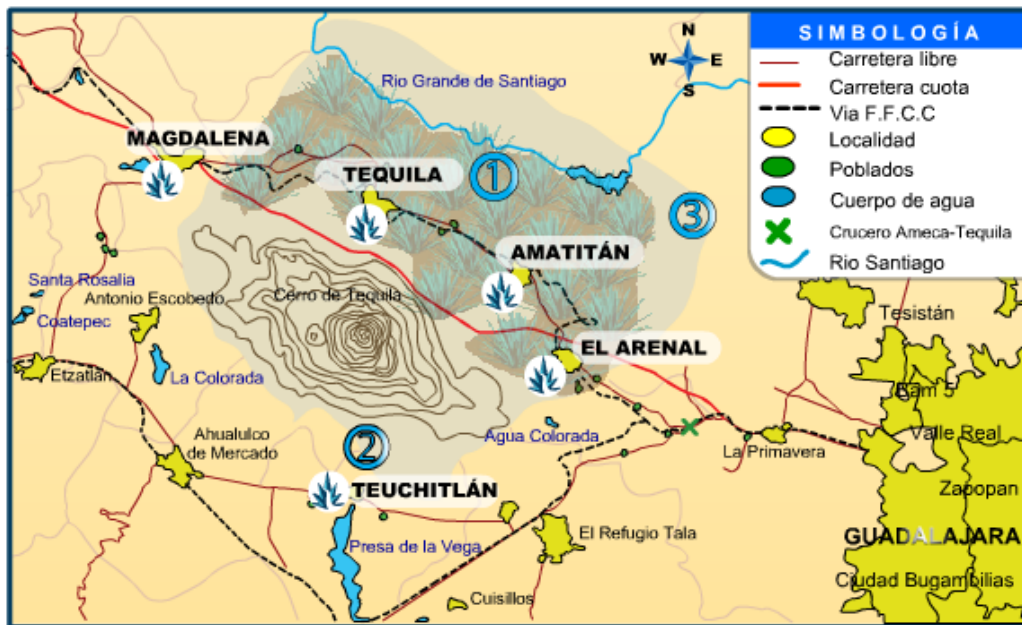 SIMBOLOGÍA
Carretera libre
Carretera cuota
Via F.F.C.C
Localidad
Poblados
Cuerpo de agua
Crucero Ameca-Tequila
Rio Santiago
N
W E
S
Rio Grande de Santiago
MAGDALENA
TEQUILA
1
3
AMATITÁN
Santa Rosalia
Antonio Escobedo
Cerro de Tequila
Coatepec
Tesistán
EL ARENAL
Etzatlán
La Colorada
Valle Real
Ahualulco
de Mercado
2
Agua Colorada
La Primavera
TEUCHITLÁN
Zapopan
El Refugio Tala
GUADALAJARA
Presa de la Vega
Ciudad Bugambilias
Cuisillos